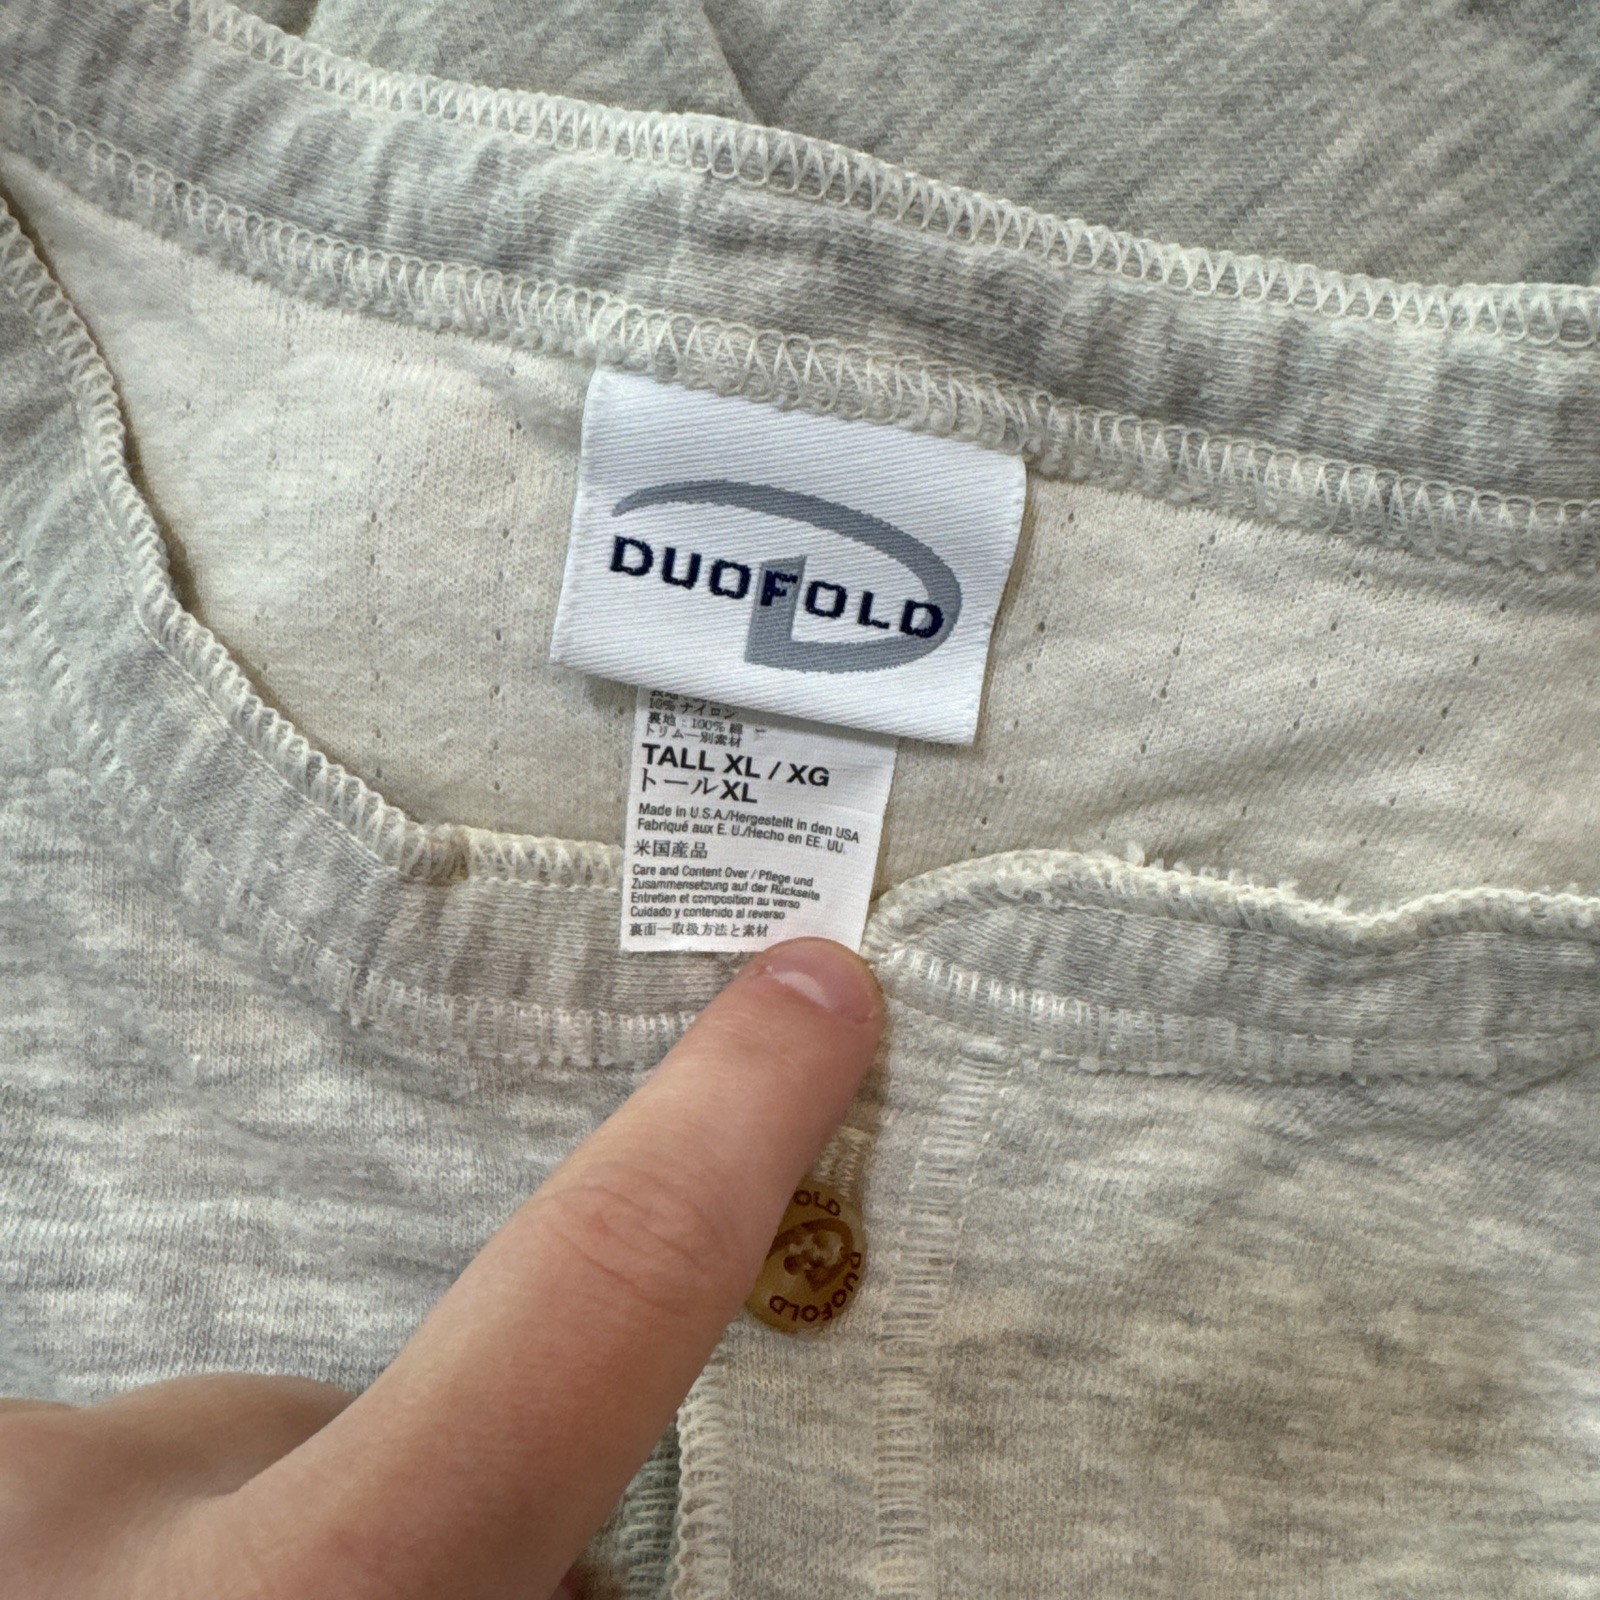 DUOFOLD
10% ナイロン
裏地 : 100% 綿
トリム一別素材
TALL XL / XG
トールXL
Made in U.S.A./Hergestellt in den USA
Fabriqué aux E. U./Hecho en EE. UU.
米国産品
Care and Content Over / Pflege und
Zusammensetzung auf der Rückseite
Entretien et composition au verso
Cuidado y contenido al reverso
裏面一取扱方法と素材
OLD
DUOFOLD